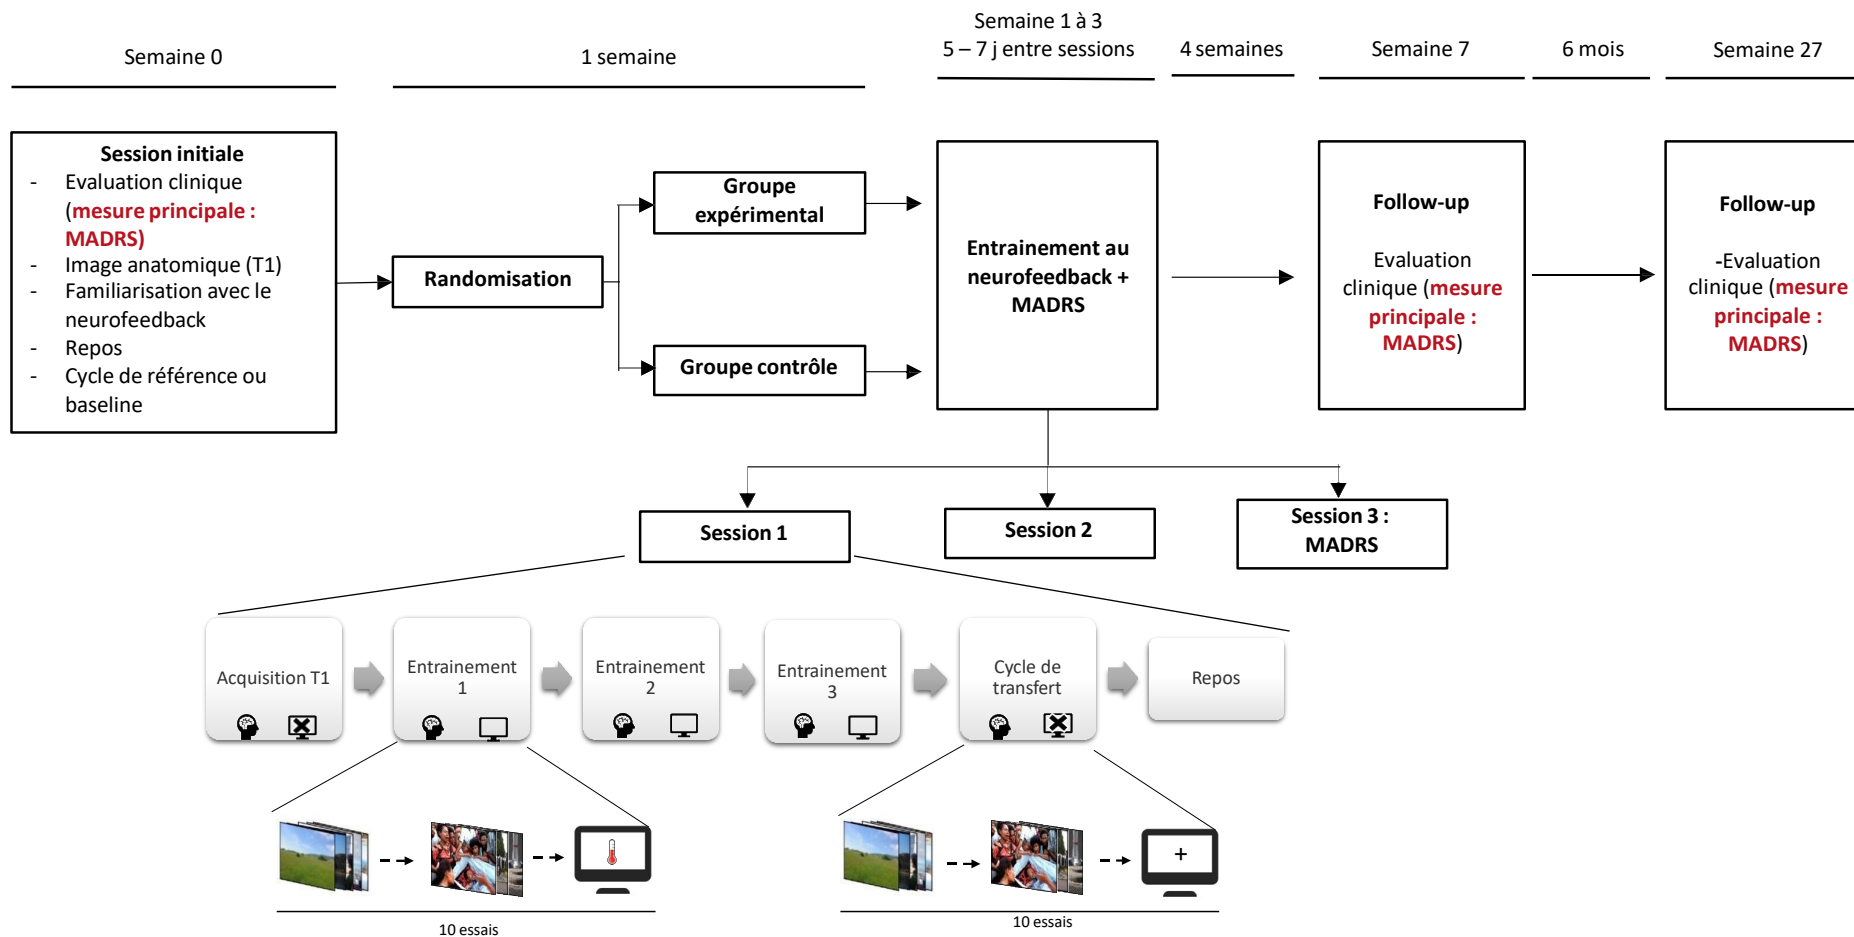 Semaine 0
1 semaine
Semaine 1 à 3
5 – 7 j entre sessions
4 semaines
Semaine 7
6 mois
Semaine 27
Session initiale
- Evaluation clinique
(mesure principale :
MADRS)
- Image anatomique (T1)
- Familiarisation avec le
neurofeedback
- Repos
- Cycle de référence ou
baseline
Randomisation
Groupe
expérimental
Groupe contrôle
Entrainement au
neurofeedback +
MADRS
Follow-up
Evaluation
clinique (mesure
principale :
MADRS)
Follow-up
-Evaluation
clinique (mesure
principale :
MADRS)
Session 1
Session 2
Session 3 :
MADRS
Acquisition T1
Entrainement
1
Entrainement
2
Entrainement
3
Cycle de
transfert
Repos
10 essais
+
10 essais